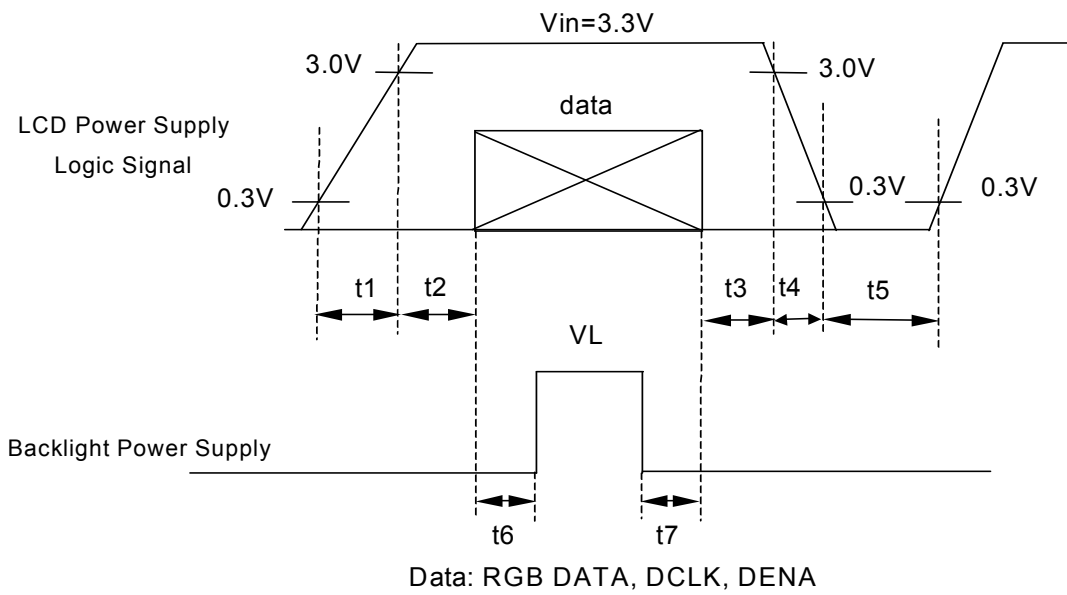 Vin=3.3V
3.0V
3.0V
data
LCD Power Supply
Logic Signal
0.3V
0.3V
0.3V
t1
t2
t3
t4
t5
VL
Backlight Power Supply
t6
t7
Data: RGB DATA, DCLK, DENA